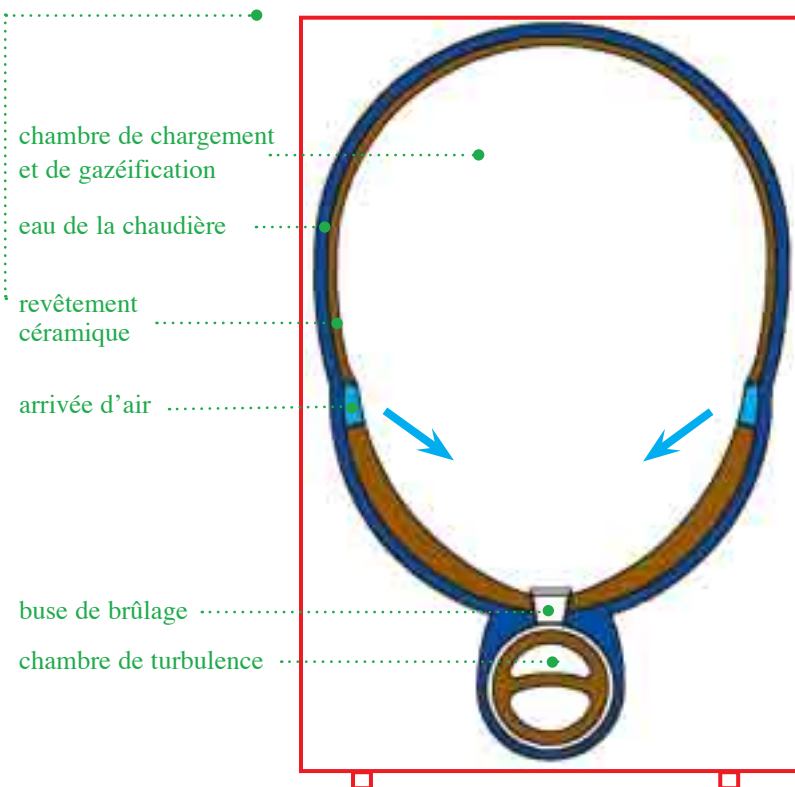 chambre de chargement
et de gazéification
eau de la chaudière
revêtement
céramique
arrivée d’air
buse de brûlage
chambre de turbulence